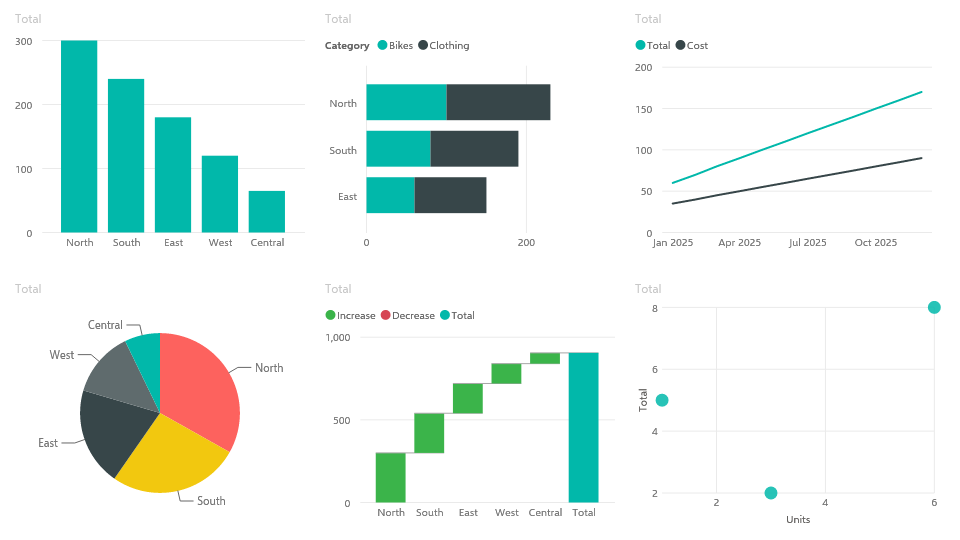 Total
300
200
100
0
North South East West Central
Total
Category Bikes Clothing
North
South
East
0 200
Total
Total Cost
200
150
100
50
0
Jan 2025 Apr 2025 Jul 2025 Oct 2025
Total
Central
West
North
East
South
Total
Increase Decrease Total
1,000
500
0
North South East West Central Total
Total
8
6
4
2
Total
2 4 6
Units